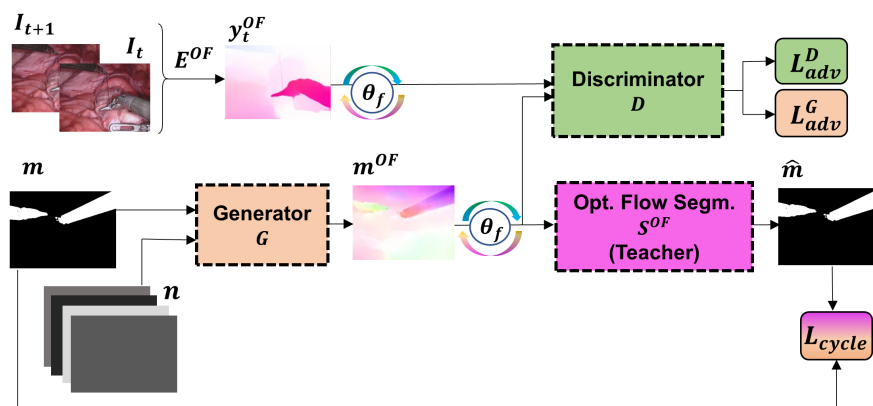 I_{t+1}
I_t
E^{OF}
y_t^{OF}
θ_f
Discriminator
D
L_{adv}^D
L_{adv}^G
m
Generator
G
m^{OF}
θ_f
Opt. Flow Segm.
S^{OF}
(Teacher)
m̂
n
L_{cycle}